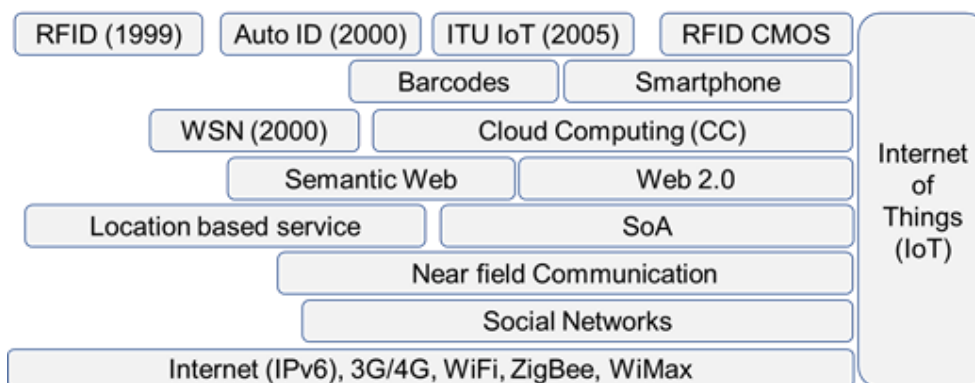 RFID (1999)
Auto ID (2000)
ITU IoT (2005)
RFID CMOS
Barcodes
Smartphone
WSN (2000)
Cloud Computing (CC)
Semantic Web
Web 2.0
Location based service
SoA
Near field Communication
Social Networks
Internet (IPv6), 3G/4G, WiFi, ZigBee, WiMax
Internet
of
Things
(IoT)